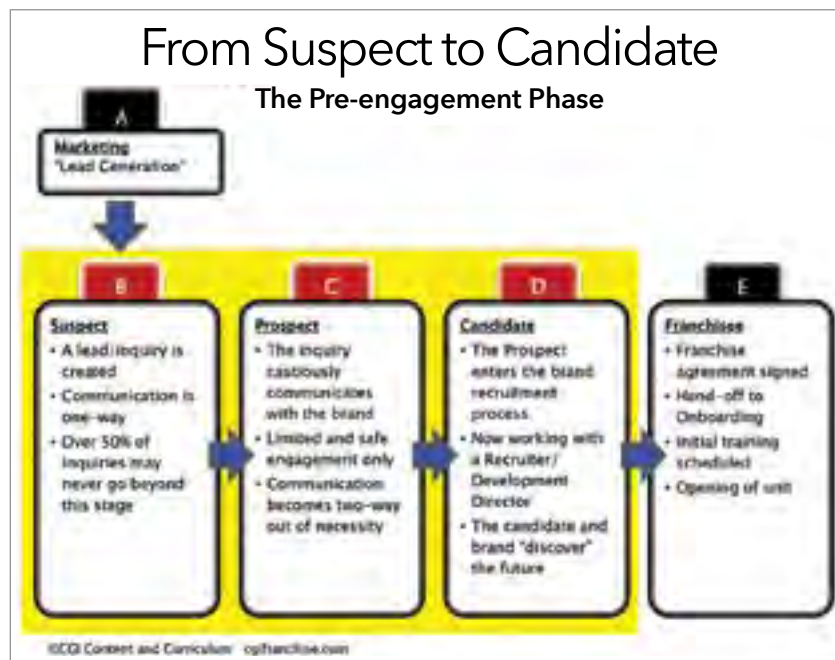 From Suspect to Candidate
The Pre-engagement Phase
A
Marketing
"Lead Generation"
B
Suspect
• A lead/inquiry is
created
• Communication is
one-way
• Over 50% of
inquiries may
never go beyond
this stage
C
Prospect
• The inquiry
cautiously
communicates
with the brand
• Limited and safe
engagement only
• Communication
becomes two-way
out of necessity
D
Candidate
• The Prospect
enters the brand
recruitment
process
• Now working with
a Recruiter/
Development
Director
• The candidate and
brand "discover"
the future
E
Franchisee
• Franchise
agreement signed
• Hand-off to
Onboarding
• Initial training
scheduled
• Opening of unit
Content and Curriculum